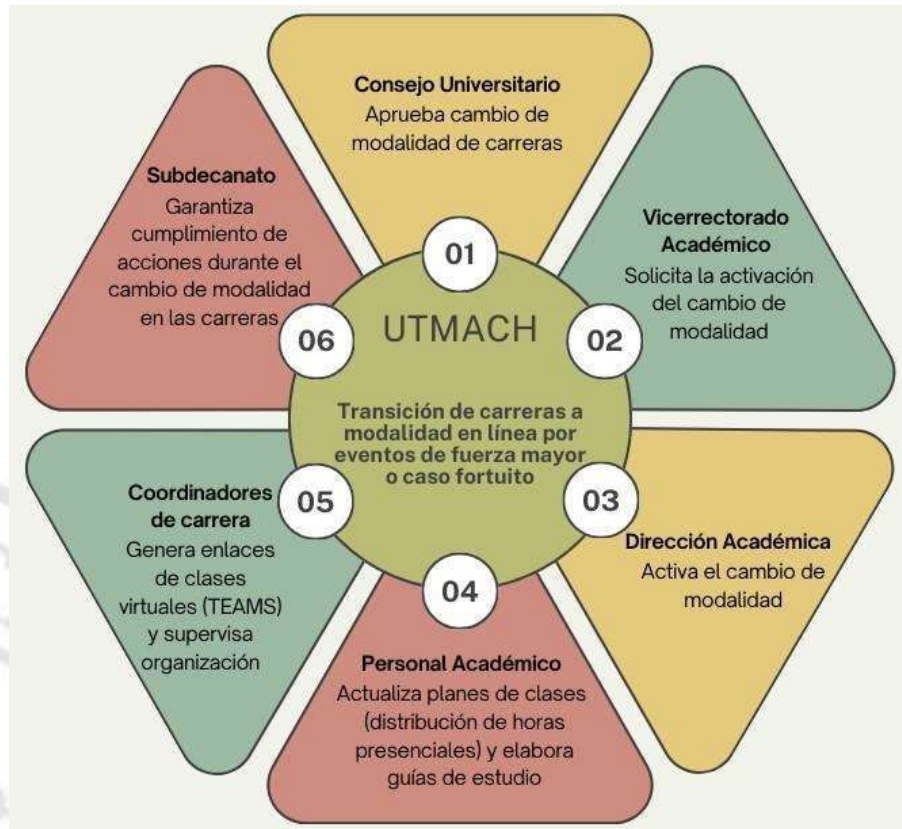 UTMACH
Transición de carreras a
modalidad en línea por
eventos de fuerza mayor
o caso fortuito
01
Consejo Universitario
Aprueba cambio de
modalidad de carreras
02
Vicerrectorado
Académico
Solicita la activación
del cambio de
modalidad
03
Dirección Académica
Activa el cambio de
modalidad
04
Personal Académico
Actualiza planes de clases
(distribución de horas
presenciales) y elabora
guías de estudio
05
Coordinadores
de carrera
Genera enlaces
de clases
virtuales (TEAMS)
y supervisa
organización
06
Subdecanato
Garantiza
cumplimiento de
acciones durante el
cambio de modalidad
en las carreras